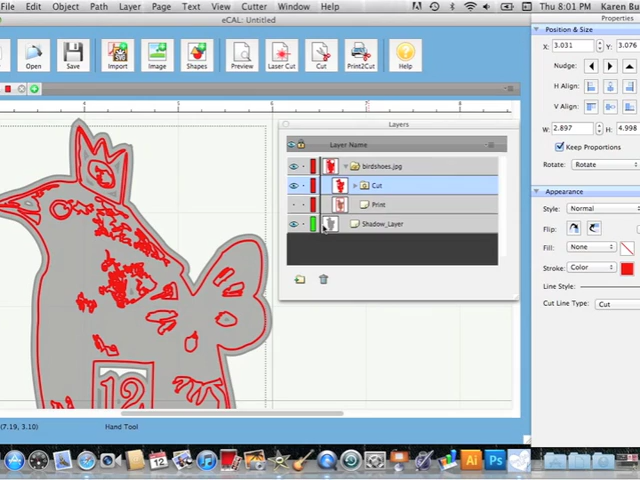 File Edit Object Path Layer Page Text View Cutter Window Help Thu 8:01 PM Karen Bu
eCAL: Untitled
Properties
Open Save Import Image Shapes Preview Laser Cut Cut Print2Cut Help
Position & Size
X: 3.031 Y: 3.076
Nudge:
H Align:
V Align:
W: 2.897 H: 4.998
Keep Proportions
Rotate: Rotate
Appearance
Style: Normal
Flip:
Fill: None
Stroke: Color
Line Style:
Cut Line Type: Cut
Layers
Layer Name
birdshoes.jpg
Cut
Print
Shadow_Layer
12
(7.19, 3.10) Hand Tool
12
Ai Ps